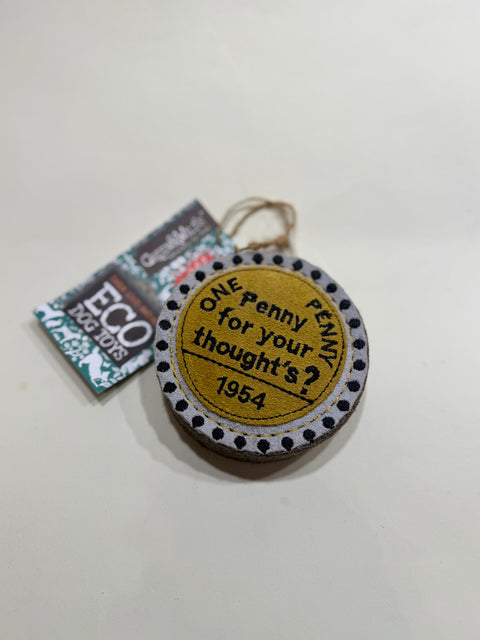 ONE PENNY
Penny
for your
thought's?
1954
ECO
DOG TOYS